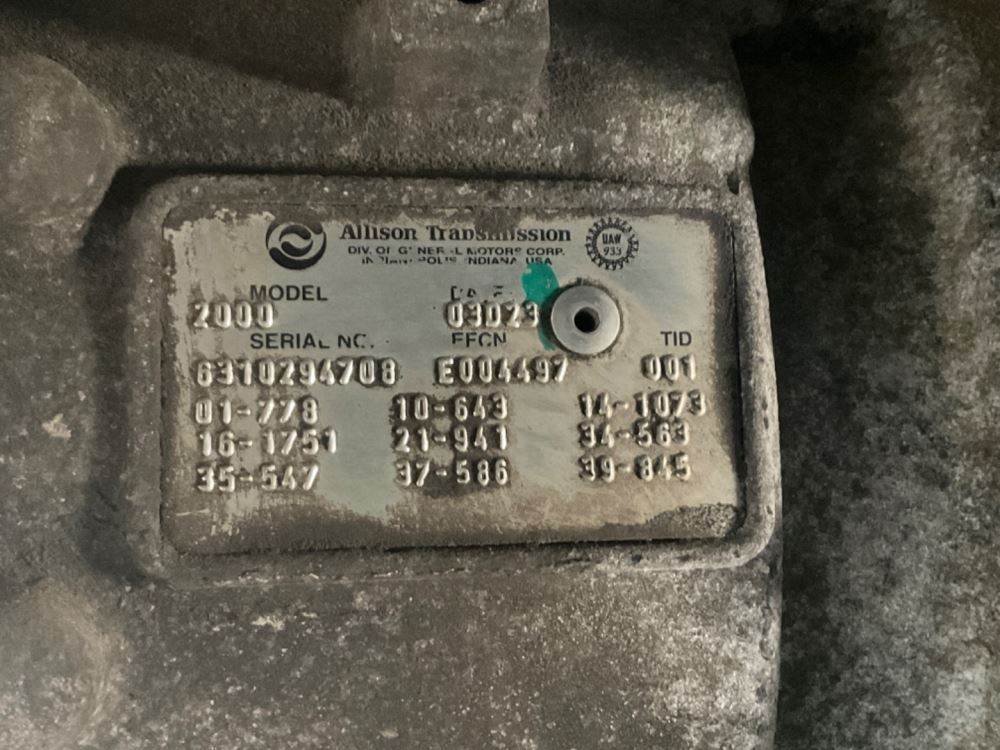 Allison Transmission
UAW
933
DIV. OF GENERAL MOTORS CORP.
INDIANAPOLIS INDIANA USA
MODEL DATE
2000 03023
SERIAL NO. EFCN TID
6310294708 E004497 001
01-778 10-643 14-1073
16-1751 21-941 34-563
35-547 37-586 39-845